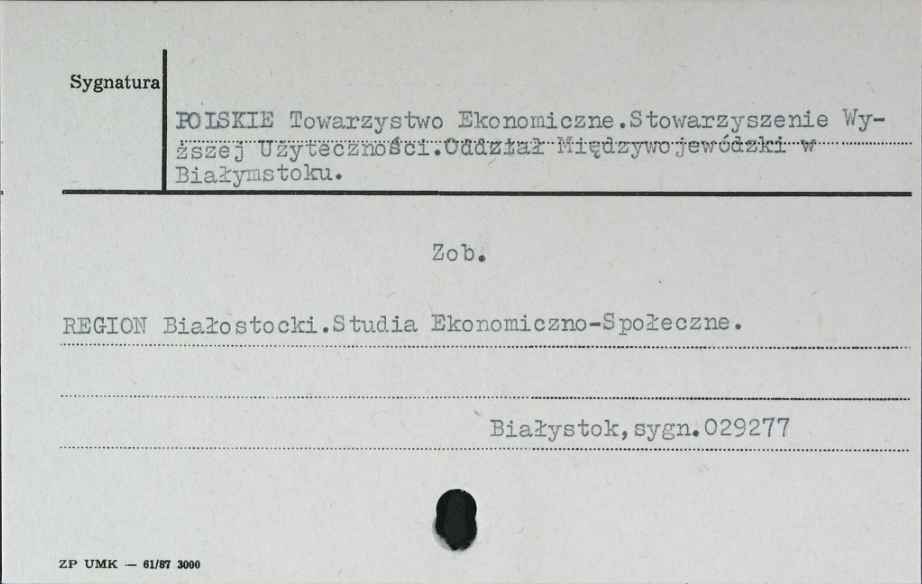 Sygnatura
POLSKIE Towarzystwo Ekonomiczne.Stowarzyszenie Wy-
ższej Użyteczności.Oddział Międzywojewódzki w
Białymstoku.
Zob.
REGION Białostocki.Studia Ekonomiczno-Społeczne.
Białystok,sygn.029277
ZP UMK — 61/87 3000